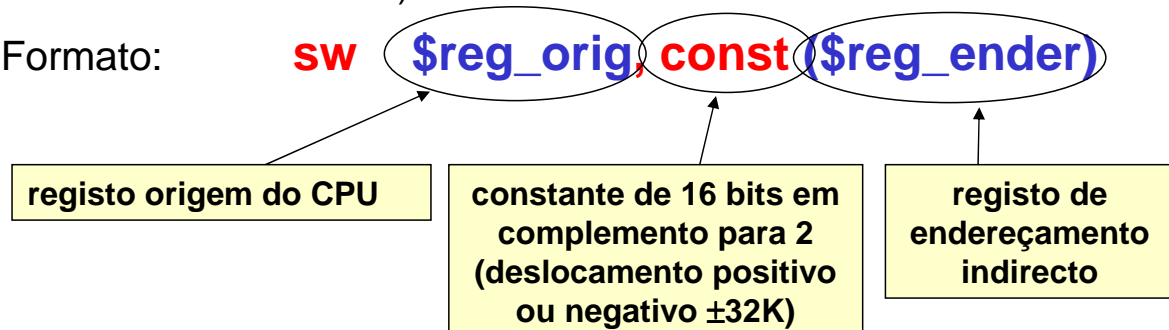 )
Formato: sw $reg_orig, const ($reg_ender)
registo origem do CPU
constante de 16 bits em
complemento para 2
(deslocamento positivo
ou negativo ±32K)
registo de
endereçamento
indirecto